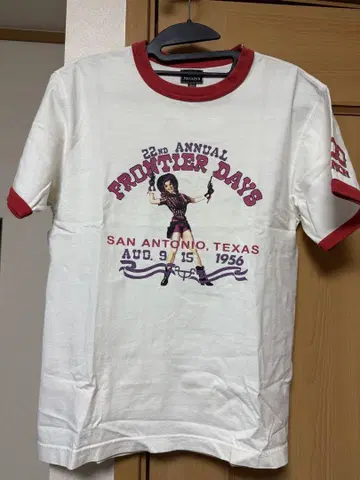 22ND ANNUAL
FRONTIER DAYS
SAN ANTONIO, TEXAS
AUG. 9 - 15 1956